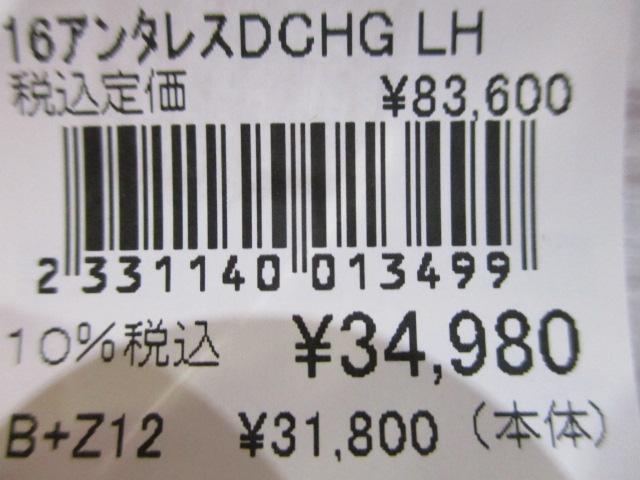 16アンタレスDCHG LH
税込定価 ¥83,600
2 331140 013499
10%税込 ¥34,980
B+Z12 ¥31,800 (本体)